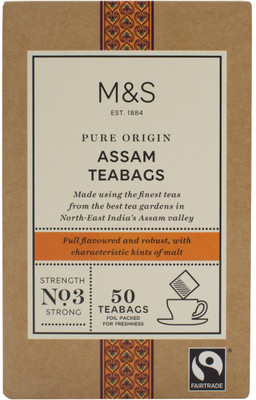 M&S
EST. 1884
PURE ORIGIN
ASSAM
TEABAGS
Made using the finest teas
from the best tea gardens in
North-East India's Assam valley
Full flavoured and robust, with
characteristic hints of malt
STRENGTH
No3
STRONG
50
TEABAGS
FOIL PACKED
FOR FRESHNESS
FAIRTRADE